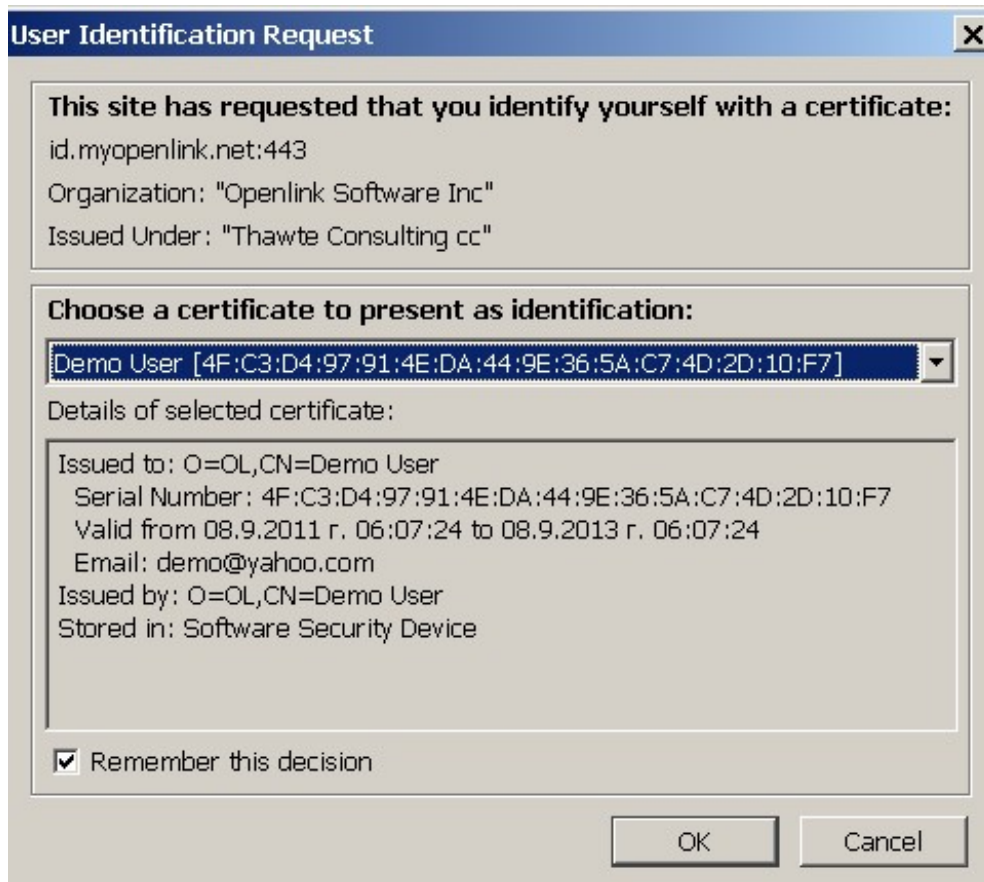 User Identification Request
This site has requested that you identify yourself with a certificate:
id.myopenlink.net:443
Organization: "Openlink Software Inc"
Issued Under: "Thawte Consulting cc"
Choose a certificate to present as identification:
Demo User [4F:C3:D4:97:91:4E:DA:44:9E:36:5A:C7:4D:2D:10:F7]
Details of selected certificate:
Issued to: O=OL,CN=Demo User
Serial Number: 4F:C3:D4:97:91:4E:DA:44:9E:36:5A:C7:4D:2D:10:F7
Valid from 08.9.2011 г. 06:07:24 to 08.9.2013 г. 06:07:24
Email: demo@yahoo.com
Issued by: O=OL,CN=Demo User
Stored in: Software Security Device
Remember this decision
OK Cancel